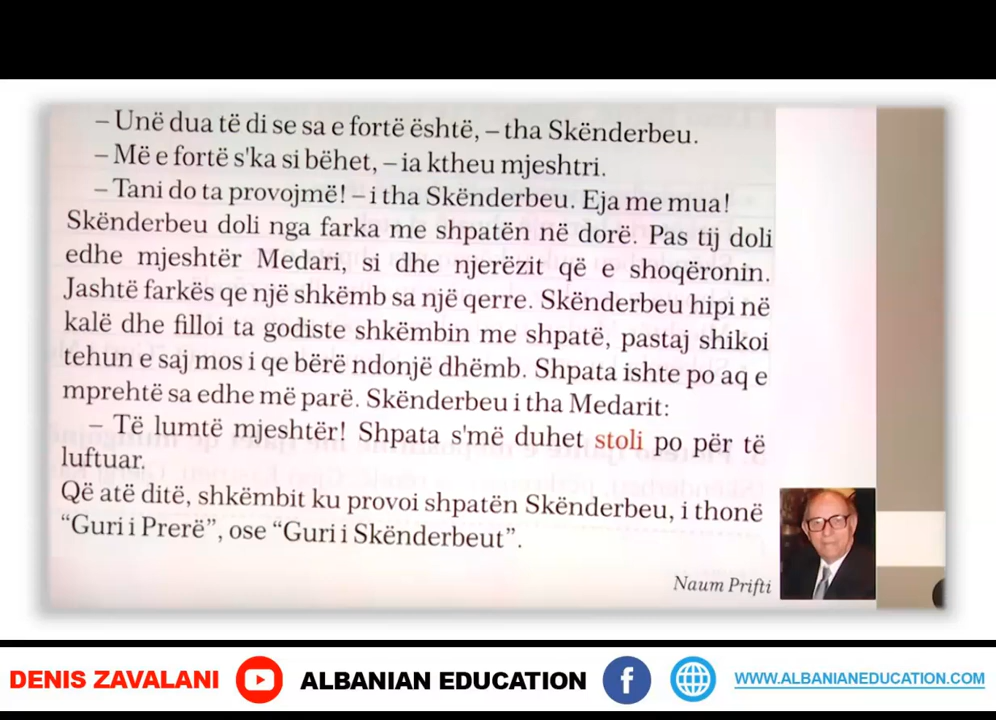 – Unë dua të di se sa e fortë është, – tha Skënderbeu.
– Më e fortë s'ka si bëhet, – ia ktheu mjeshtri.
– Tani do ta provojmë! – i tha Skënderbeu. Eja me mua!
Skënderbeu doli nga farka me shpatën në dorë. Pas tij doli
edhe mjeshtër Medari, si dhe njerëzit që e shoqëronin.
Jashtë farkës qe një shkëmb sa një qerre. Skënderbeu hipi në
kalë dhe filloi ta godiste shkëmbin me shpatë, pastaj shikoi
tehun e saj mos i qe bërë ndonjë dhëmb. Shpata ishte po aq e
mprehtë sa edhe më parë. Skënderbeu i tha Medarit:
– Të lumtë mjeshtër! Shpata s'më duhet stoli po për të
luftuar.
Që atë ditë, shkëmbit ku provoi shpatën Skënderbeu, i thonë
“Guri i Prerë”, ose “Guri i Skënderbeut”.
Naum Prifti
DENIS ZAVALANI ALBANIAN EDUCATION f WWW.ALBANIANEDUCATION.COM